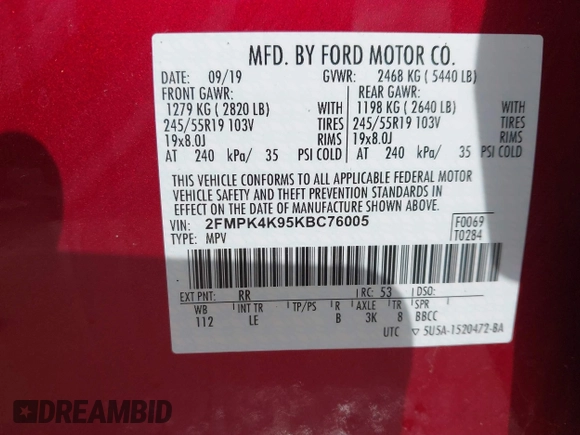 MFD. BY FORD MOTOR CO.
DATE: 09/19 GVWR: 2468 KG ( 5440 LB)
FRONT GAWR: REAR GAWR:
1279 KG ( 2820 LB) WITH 1198 KG ( 2640 LB) WITH
245/55R19 103V TIRES 245/55R19 103V TIRES
19x8.0J RIMS 19x8.0J RIMS
AT 240 kPa/ 35 PSI COLD AT 240 kPa/ 35 PSI COLD
THIS VEHICLE CONFORMS TO ALL APPLICABLE FEDERAL MOTOR
VEHICLE SAFETY AND THEFT PREVENTION STANDARDS IN
EFFECT ON THE DATE OF MANUFACTURE SHOWN ABOVE.
VIN: 2FMPK4K95KBC76005 F0069
TYPE: MPV T0284
EXT PNT: RR RC: 53 DSO:
WB INT TR TP/PS R AXLE TR SPR
112 LE B 3K 8 BBCC
UTC ▽ 5U5A-1520472-BA
DREAMBID